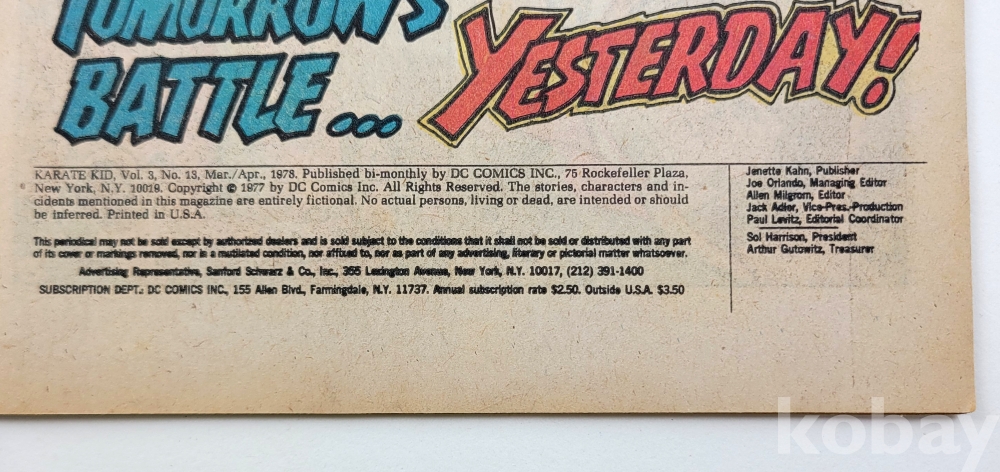 TOMORROW'S
BATTLE...
YESTERDAY!
KARATE KID, Vol. 3, No. 13, Mar./Apr., 1978. Published bi-monthly by DC COMICS INC., 75 Rockefeller Plaza,
New York, N.Y. 10019. Copyright © 1977 by DC Comics Inc. All Rights Reserved. The stories, characters and in-
cidents mentioned in this magazine are entirely fictional. No actual persons, living or dead, are intended or should
be inferred. Printed in U.S.A.
This periodical may not be sold except by authorized dealers and is sold subject to the conditions that it shall not be sold or distributed with any part
of its cover or markings removed, nor in a mutilated condition, nor affixed to, nor as part of any advertising, literary or pictorial matter whatsoever.
Advertising Representative, Sanford Schwarz & Co., Inc., 355 Lexington Avenue, New York, N.Y. 10017, (212) 391-1400
SUBSCRIPTION DEPT.: DC COMICS INC., 155 Allen Blvd., Farmingdale, N.Y. 11737. Annual subscription rate $2.50. Outside U.S.A. $3.50
Jenette Kahn, Publisher
Joe Orlando, Managing Editor
Allen Milgrom, Editor
Jack Adler, Vice-Pres.-Production
Paul Levitz, Editorial Coordinator
Sol Harrison, President
Arthur Gutowitz, Treasurer
kobay